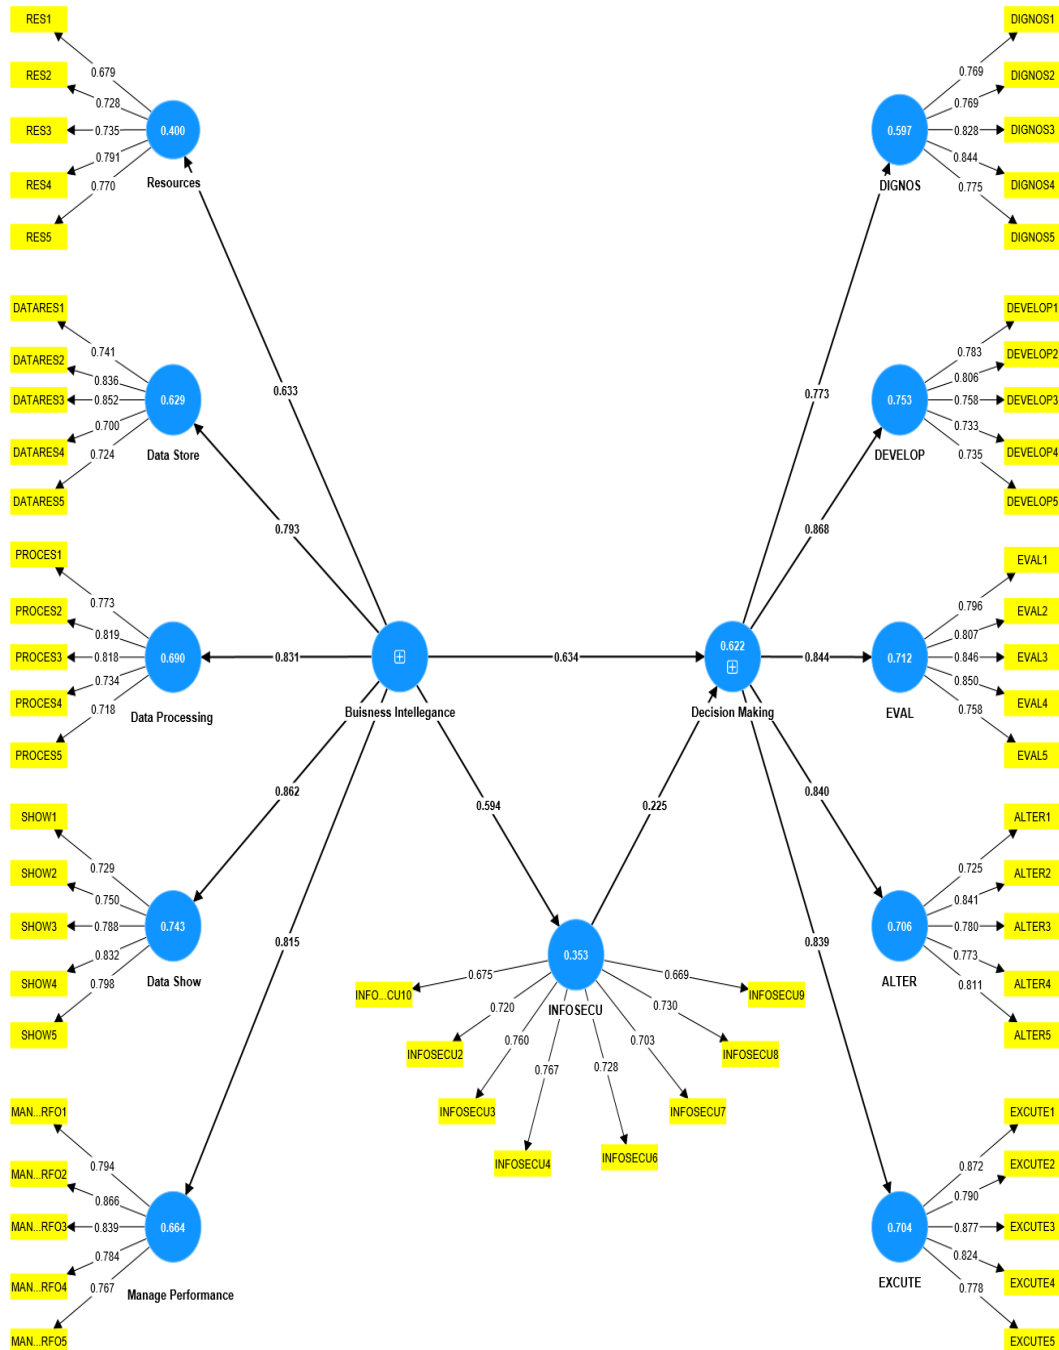 RES1
RES2
RES3
RES4
RES5
0.679
0.728
0.735
0.791
0.770
0.400
Resources
DATARES1
DATARES2
DATARES3
DATARES4
DATARES5
0.741
0.836
0.852
0.700
0.724
0.629
Data Store
PROCES1
PROCES2
PROCES3
PROCES4
PROCES5
0.773
0.819
0.818
0.734
0.718
0.690
Data Processing
SHOW1
SHOW2
SHOW3
SHOW4
SHOW5
0.729
0.750
0.788
0.832
0.798
0.743
Data Show
MAN...RFO1
MAN...RFO2
MAN...RFO3
MAN...RFO4
MAN...RFO5
0.794
0.866
0.839
0.784
0.767
0.664
Manage Performance
0.633
0.793
0.831
0.862
0.815
Buisness Intellegance
0.634
0.594
0.225
0.353
INFOSECU
0.675
0.720
0.760
0.767
0.728
0.703
0.730
0.669
INFO...CU10
INFOSECU2
INFOSECU3
INFOSECU4
INFOSECU6
INFOSECU7
INFOSECU8
INFOSECU9
0.622
Decision Making
0.773
0.868
0.844
0.840
0.839
0.597
DIGNOS
0.769
0.769
0.828
0.844
0.775
DIGNOS1
DIGNOS2
DIGNOS3
DIGNOS4
DIGNOS5
0.753
DEVELOP
0.783
0.806
0.758
0.733
0.735
DEVELOP1
DEVELOP2
DEVELOP3
DEVELOP4
DEVELOP5
0.712
EVAL
0.796
0.807
0.846
0.850
0.758
EVAL1
EVAL2
EVAL3
EVAL4
EVAL5
0.706
ALTER
0.725
0.841
0.780
0.773
0.811
ALTER1
ALTER2
ALTER3
ALTER4
ALTER5
0.704
EXCUTE
0.872
0.790
0.877
0.824
0.778
EXCUTE1
EXCUTE2
EXCUTE3
EXCUTE4
EXCUTE5